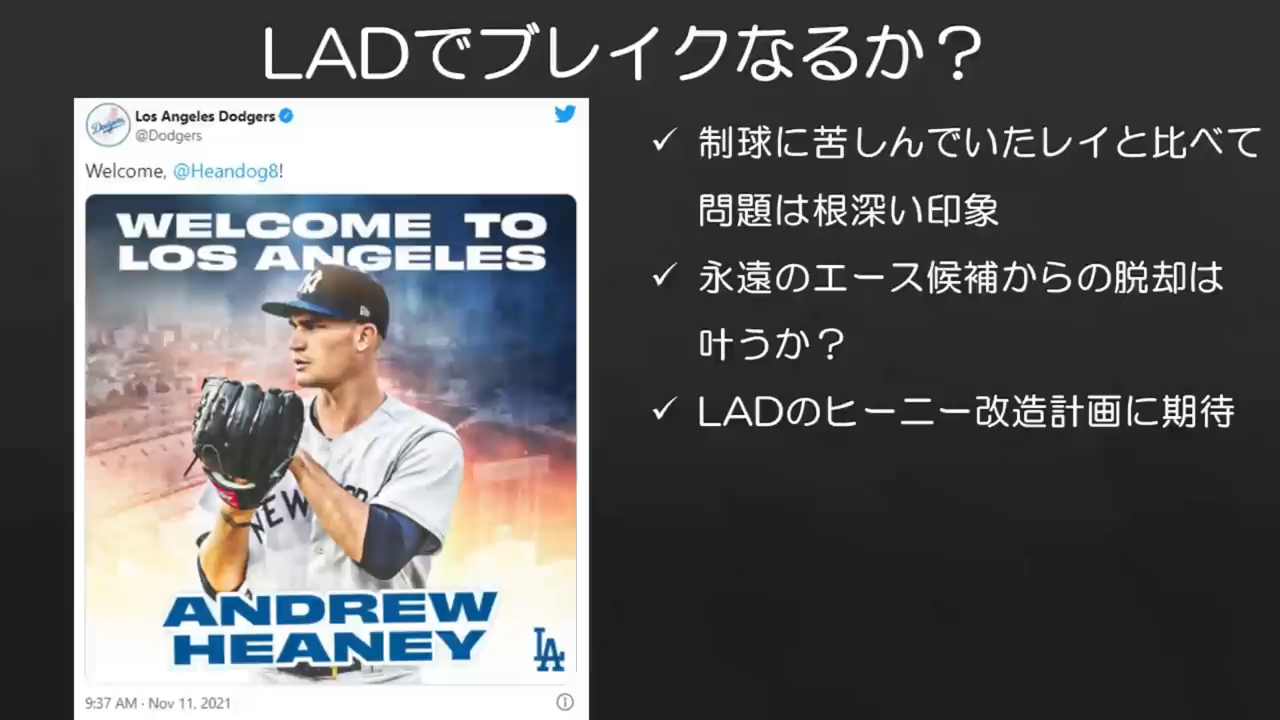 LADでブレイクなるか？
Los Angeles Dodgers
@Dodgers
Welcome, @Heandog8!
WELCOME TO
LOS ANGELES
NY
NEW YOR
ANDREW
HEANEY
LA
9:37 AM · Nov 11, 2021
制球に苦しんでいたレイと比べて
問題は根深い印象
永遠のエース候補からの脱却は
叶うか？
LADのヒーニー改造計画に期待